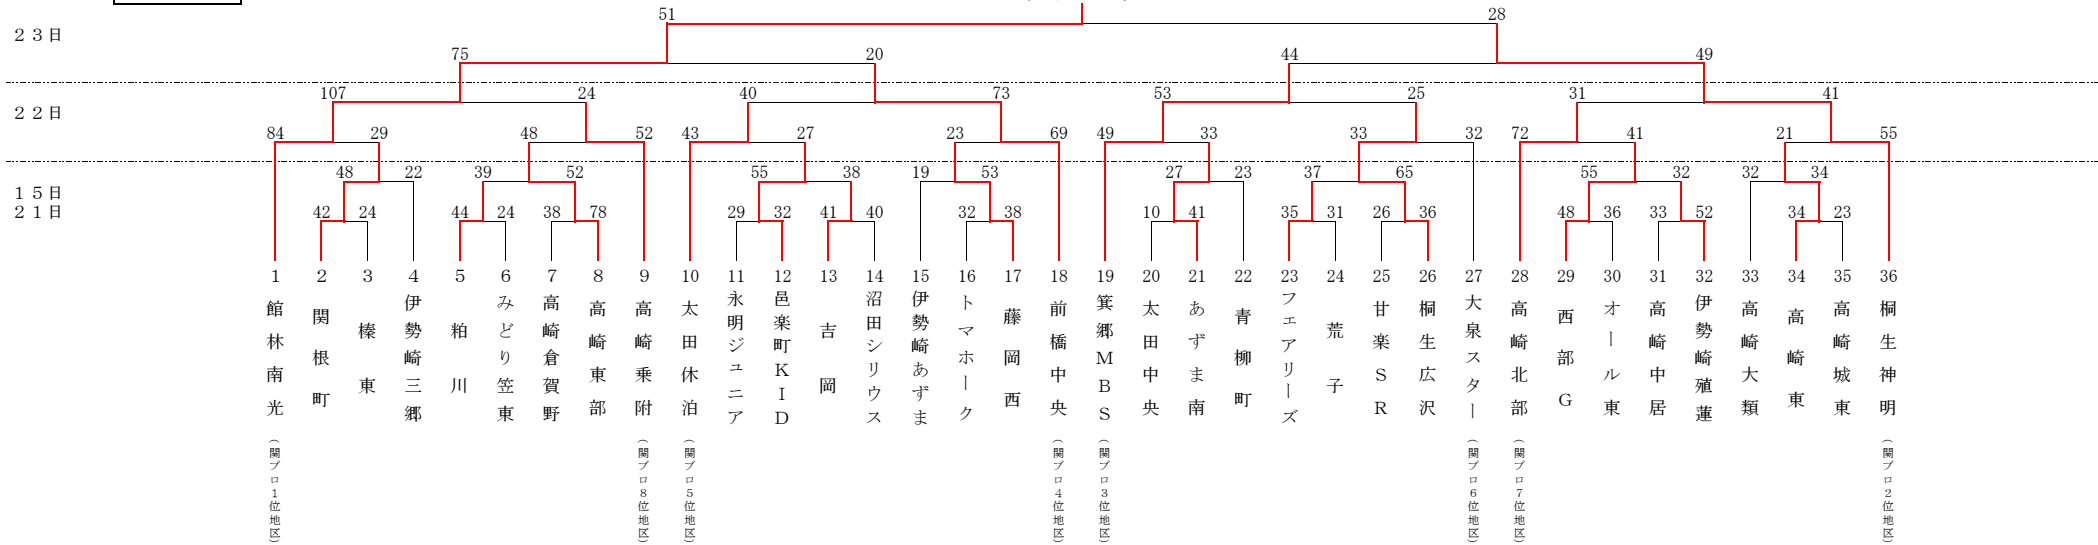 51 28
２３日
75 20 44 49
107 24 40 73 53 25 31 41
２２日
84 29 48 52 43 27 23 69 49 33 33 32 72 41 21 55
48 22 39 52 55 38 19 53 27 23 37 65 55 32 32 34
１５日
２１日
42 24 44 24 38 78 29 32 41 40 32 38 10 41 35 31 26 36 48 36 33 52 34 23
1 2 3 4 5 6 7 8 9 10 11 12 13 14 15 16 17 18 19 20 21 22 23 24 25 26 27 28 29 30 31 32 33 34 35 36
館林南光
関根町
榛東
伊勢崎三郷
粕川
みどり笠東
高崎倉賀野
高崎東部
高崎乗附
太田休泊
永明ジュニア
邑楽町ＫＩＤ
吉岡
沼田シリウス
伊勢崎あずま
トマホーク
藤岡西
前橋中央
箕郷ＭＢＳ
太田中央
あずま南
青柳町
フェアリーズ
荒子
甘楽ＳＲ
桐生広沢
大泉スター
高崎北部
西部Ｇ
オール東
高崎中居
伊勢崎殖蓮
高崎大類
高崎東
高崎城東
桐生神明
（関ブロ１位地区）
（関ブロ８位地区）
（関ブロ５位地区）
（関ブロ４位地区）
（関ブロ３位地区）
（関ブロ６位地区）
（関ブロ７位地区）
（関ブロ２位地区）